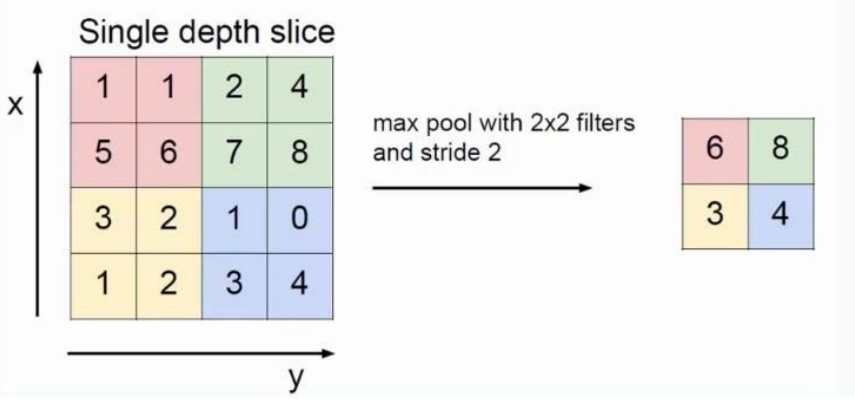 Single depth slice
x
1 1 2 4
5 6 7 8
3 2 1 0
1 2 3 4
y
max pool with 2x2 filters
and stride 2
6 8
3 4